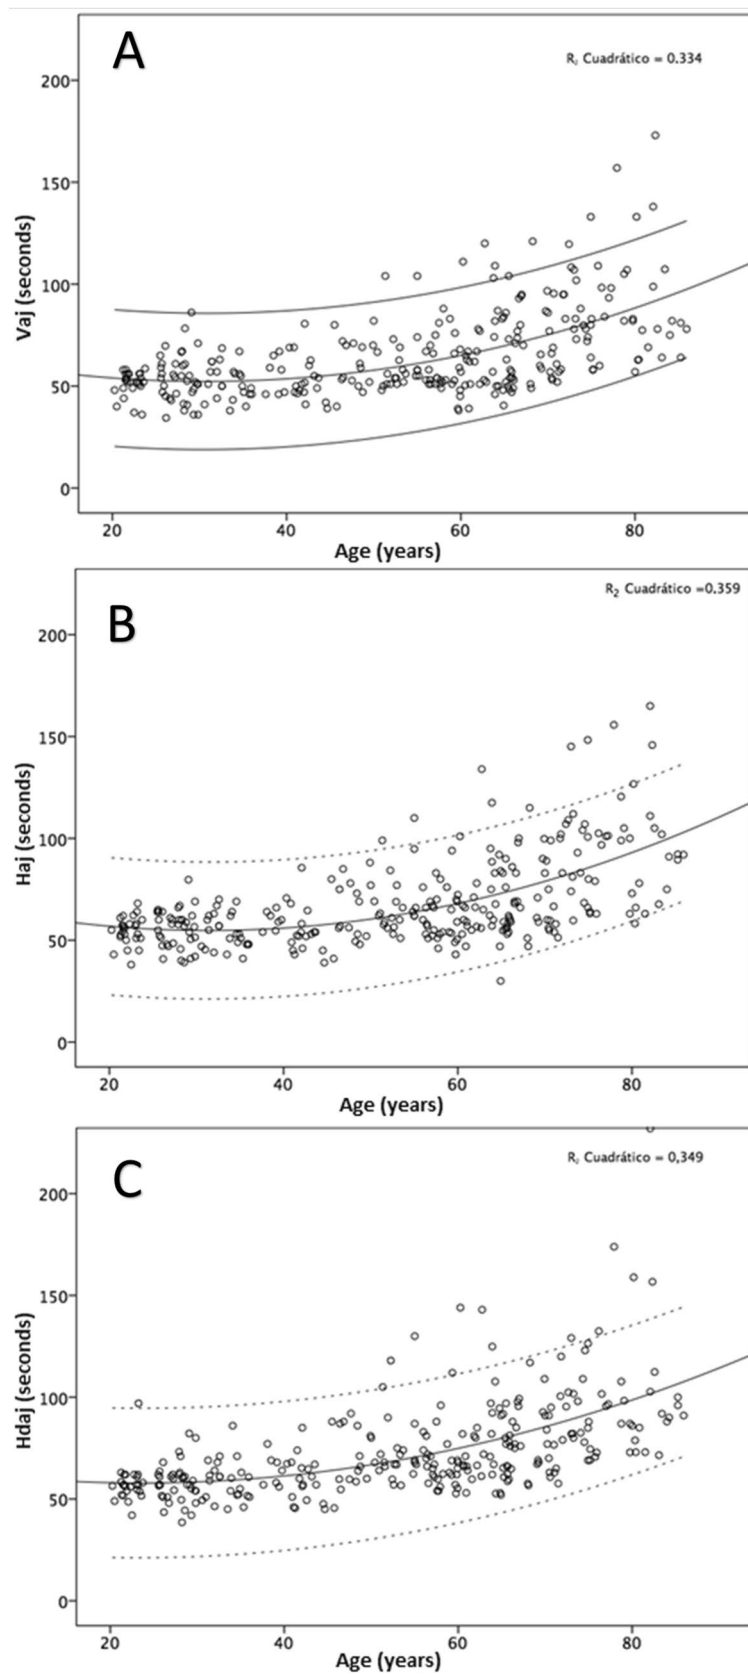 A
R, Cuadrático = 0.334
200
150
100
50
0
Vaj (seconds)
20 40 60 80
Age (years)
B
R2 Cuadrático =0.359
200
150
100
50
0
Haj (seconds)
20 40 60 80
Age (years)
C
R, Cuadrático = 0,349
200
150
100
50
0
Hdaj (seconds)
20 40 60 80
Age (years)